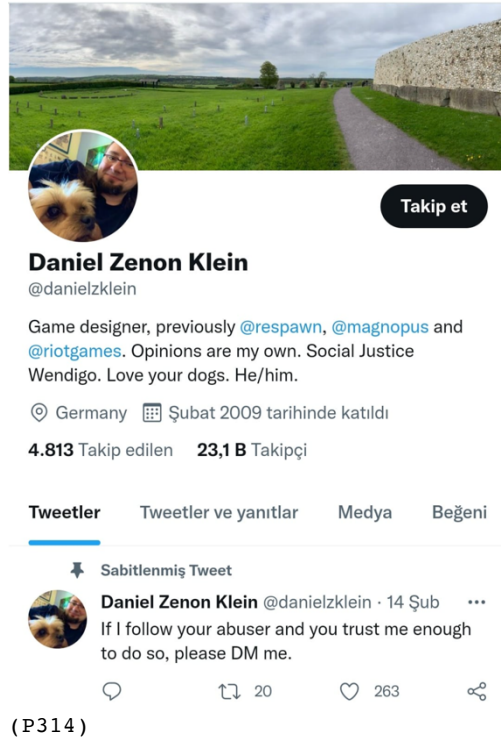 Takip et
Daniel Zenon Klein
@danielzklein
Game designer, previously @respawn, @magnopus and
@riotgames. Opinions are my own. Social Justice
Wendigo. Love your dogs. He/him.
Germany Şubat 2009 tarihinde katıldı
4.813 Takip edilen 23,1 B Takipçi
Tweetler Tweetler ve yanıtlar Medya Beğeni
Sabitlenmiş Tweet
Daniel Zenon Klein @danielzklein · 14 Şub ...
If I follow your abuser and you trust me enough
to do so, please DM me.
20 263
(P314)